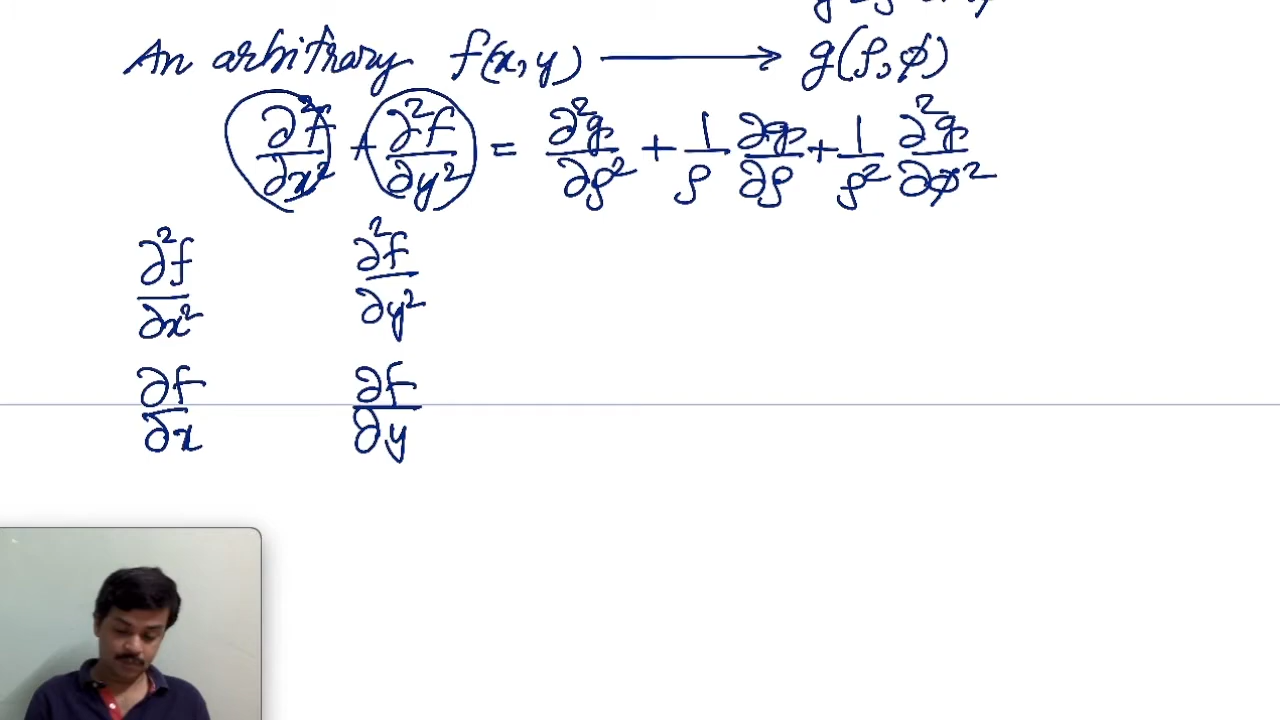 An arbitrary f(x, y) ⟶ g(ρ, φ)
∂²f/∂x² + ∂²f/∂y² = ∂²g/∂ρ² + 1/ρ ∂g/∂ρ + 1/ρ² ∂²g/∂φ²
∂²f/∂x² ∂²f/∂y²
∂f/∂x ∂f/∂y